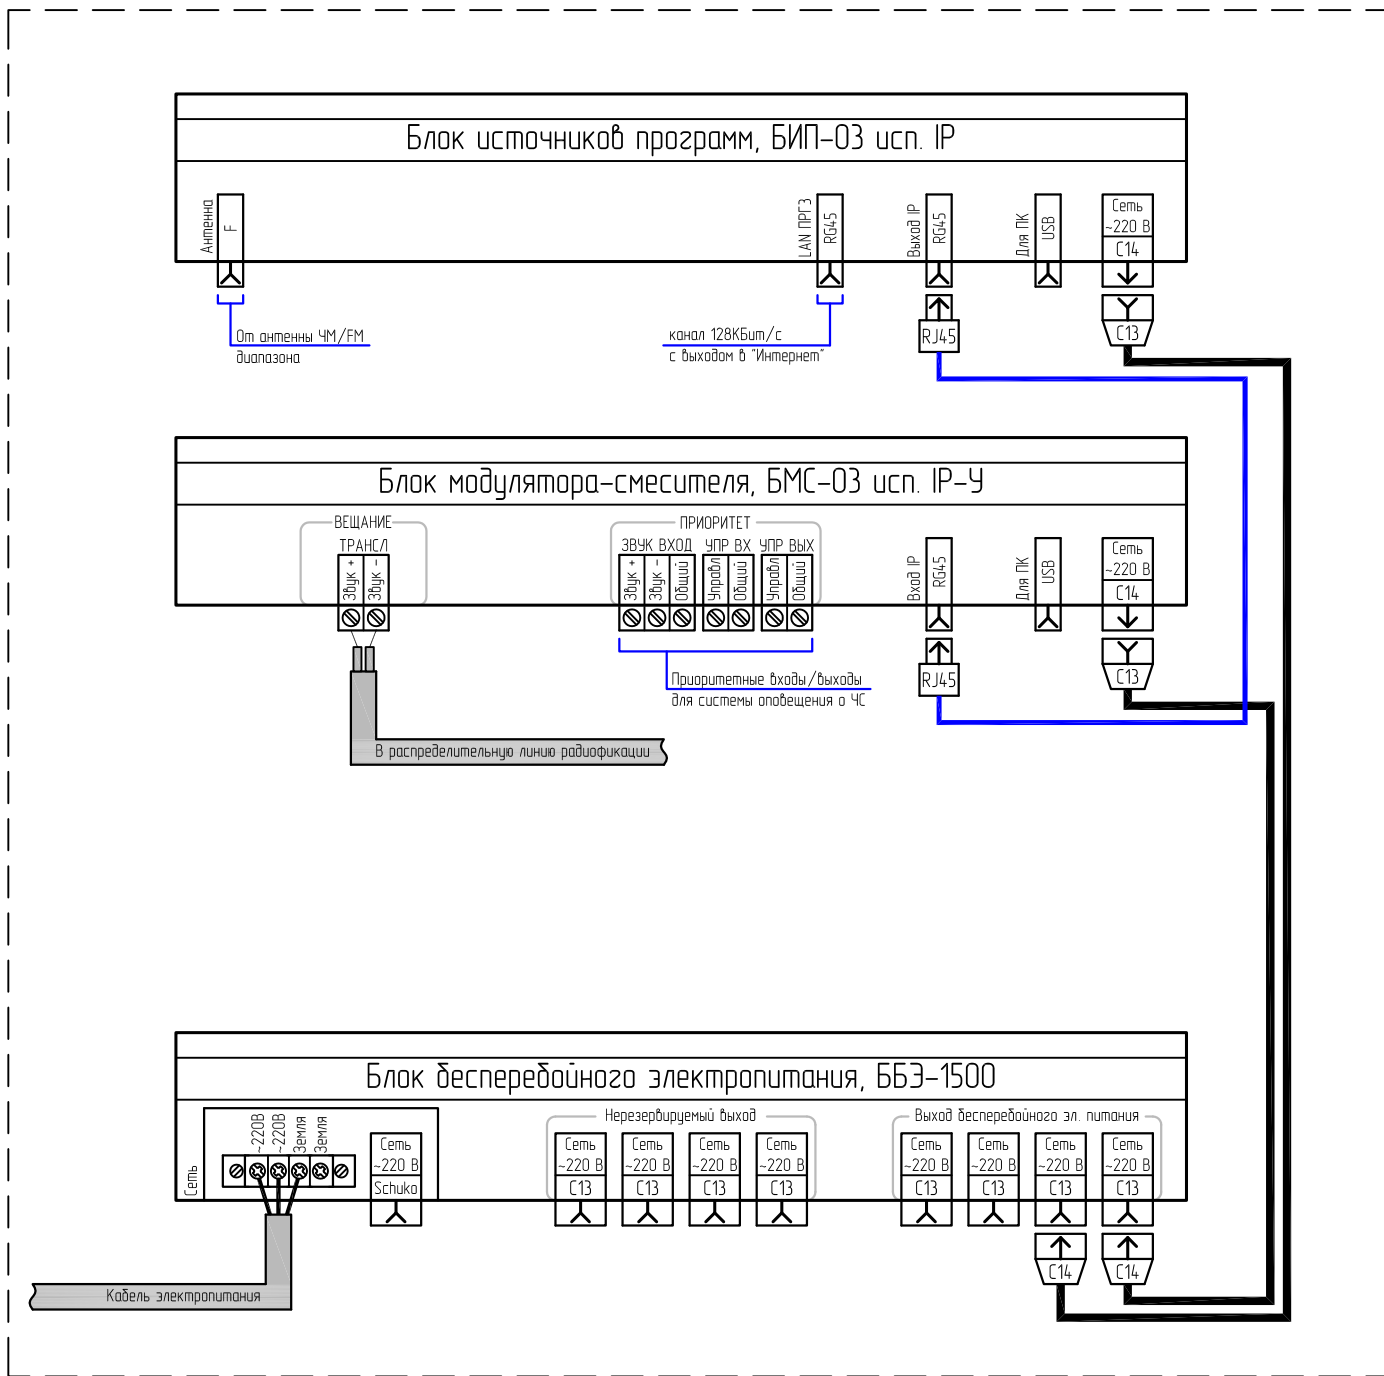 Блок источников программ, БИП-03 исп. IP
Антенна
F
LAN ПРГ3
RG45
Выход IP
RG45
Для ПК
USB
Сеть
~220 В
C14
От антенны ЧМ/FM
диапазона
канал 128КБит/с
с выходом в "Интернет"
RJ45
C13
Блок модулятора-смесителя, БМС-03 исп. IP-У
ВЕЩАНИЕ
ТРАНСЛ
Звук +
Звук -
ПРИОРИТЕТ
ЗВУК ВХОД
УПР ВХ
УПР ВЫХ
Звук +
Звук -
Общий
Управл
Общий
Управл
Общий
Вход IP
RG45
Для ПК
USB
Сеть
~220 В
C14
RJ45
C13
Приоритетные входы/выходы
для системы оповещения о ЧС
В распределительную линию радиофикации
Блок бесперебойного электропитания, ББЭ-1500
Сеть
~220В
~220В
Земля
Земля
Сеть
~220 В
Schuko
Нерезервируемый выход
Сеть
~220 В
C13
Сеть
~220 В
C13
Сеть
~220 В
C13
Сеть
~220 В
C13
Выход бесперебойного эл. питания
Сеть
~220 В
C13
Сеть
~220 В
C13
Сеть
~220 В
C13
Сеть
~220 В
C13
C14
C14
Кабель электропитания